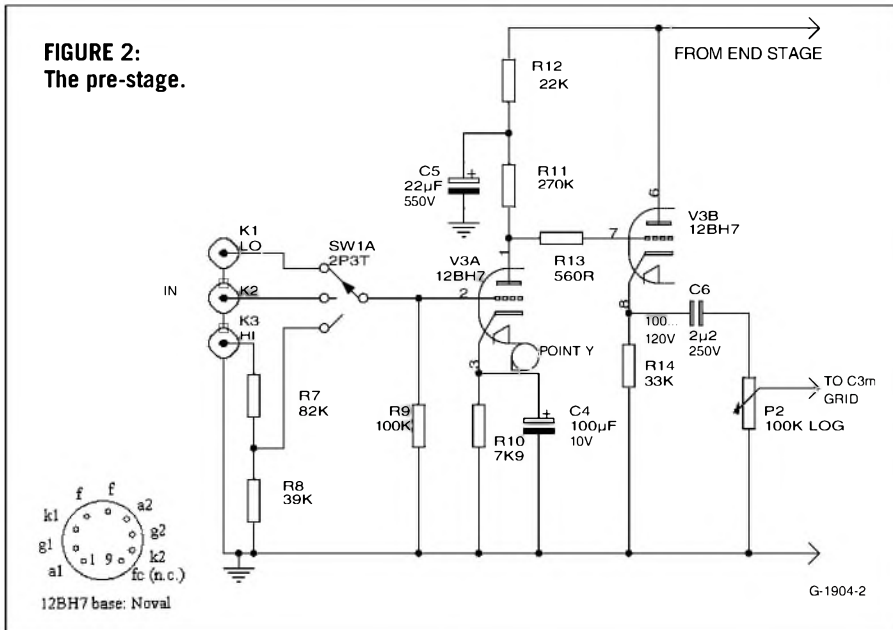 FIGURE 2:
The pre-stage.
FROM END STAGE
R12
22K
C5
+
22µF
550V
R11
270K
K1
LO
SW1A
2P3T
IN
K2
K3
HI
V3A
12BH7
1
2
3
R13
560R
7
6
8
V3B
12BH7
C6
2µ2
250V
100...
120V
POINT Y
R14
33K
TO C3m
GRID
P2
100K LOG
R7
82K
R9
100K
R10
7K9
C4
+
100µF
10V
R8
39K
f f
k1 a2
g1 g2
a1 1 9 k2
fc (n.c.)
12BH7 base: Noval
G-1904-2